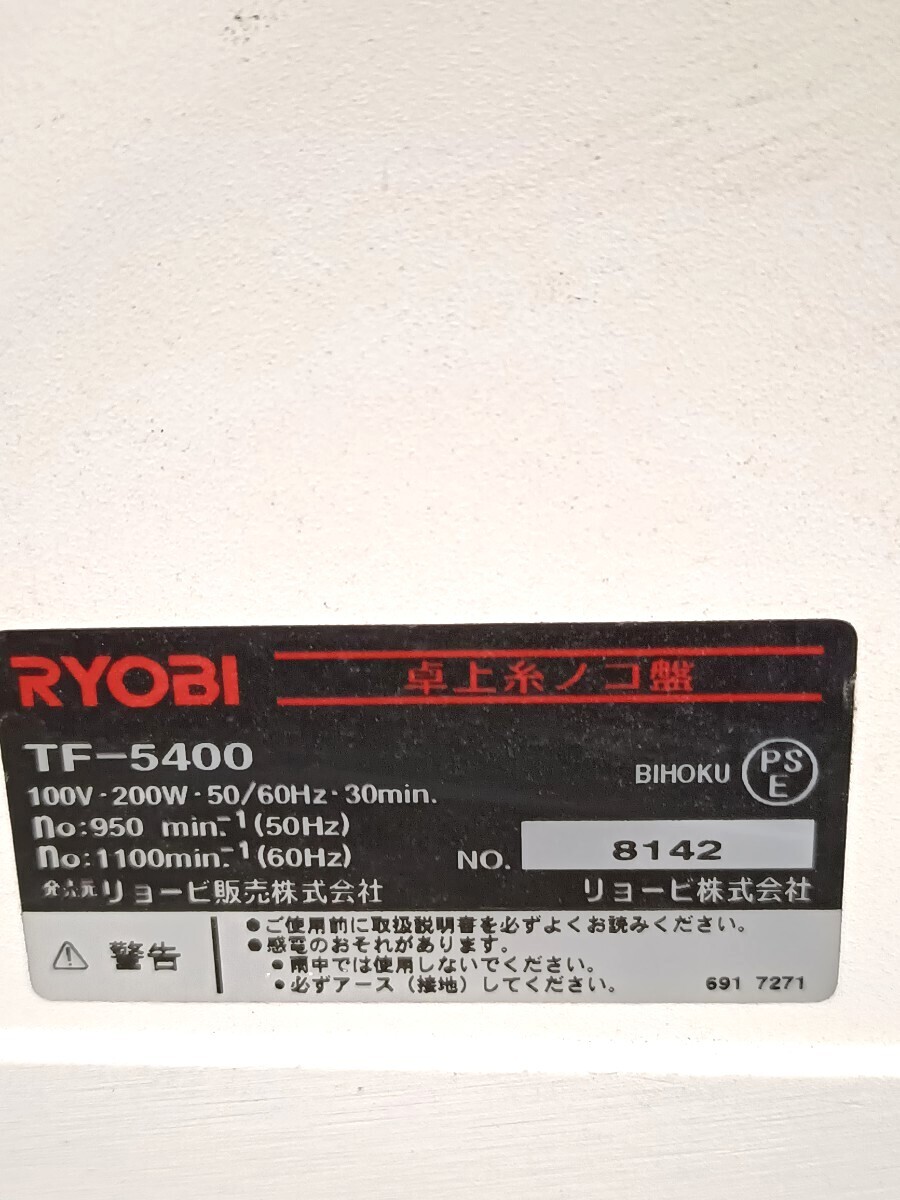 RYOBI 卓上糸ノコ盤
TF-5400
BIHOKU PSE
100V・200W・50/60Hz・30min.
no:950 min.-1(50Hz)
no:1100min.-1(60Hz)
NO. 8142
発売元 リョービ販売株式会社 リョービ株式会社
⚠ 警告
●ご使用前に取扱説明書を必ずよくお読みください。
●感電のおそれがあります。
●雨中では使用しないでください。
●必ずアース（接地）してください。
691 7271